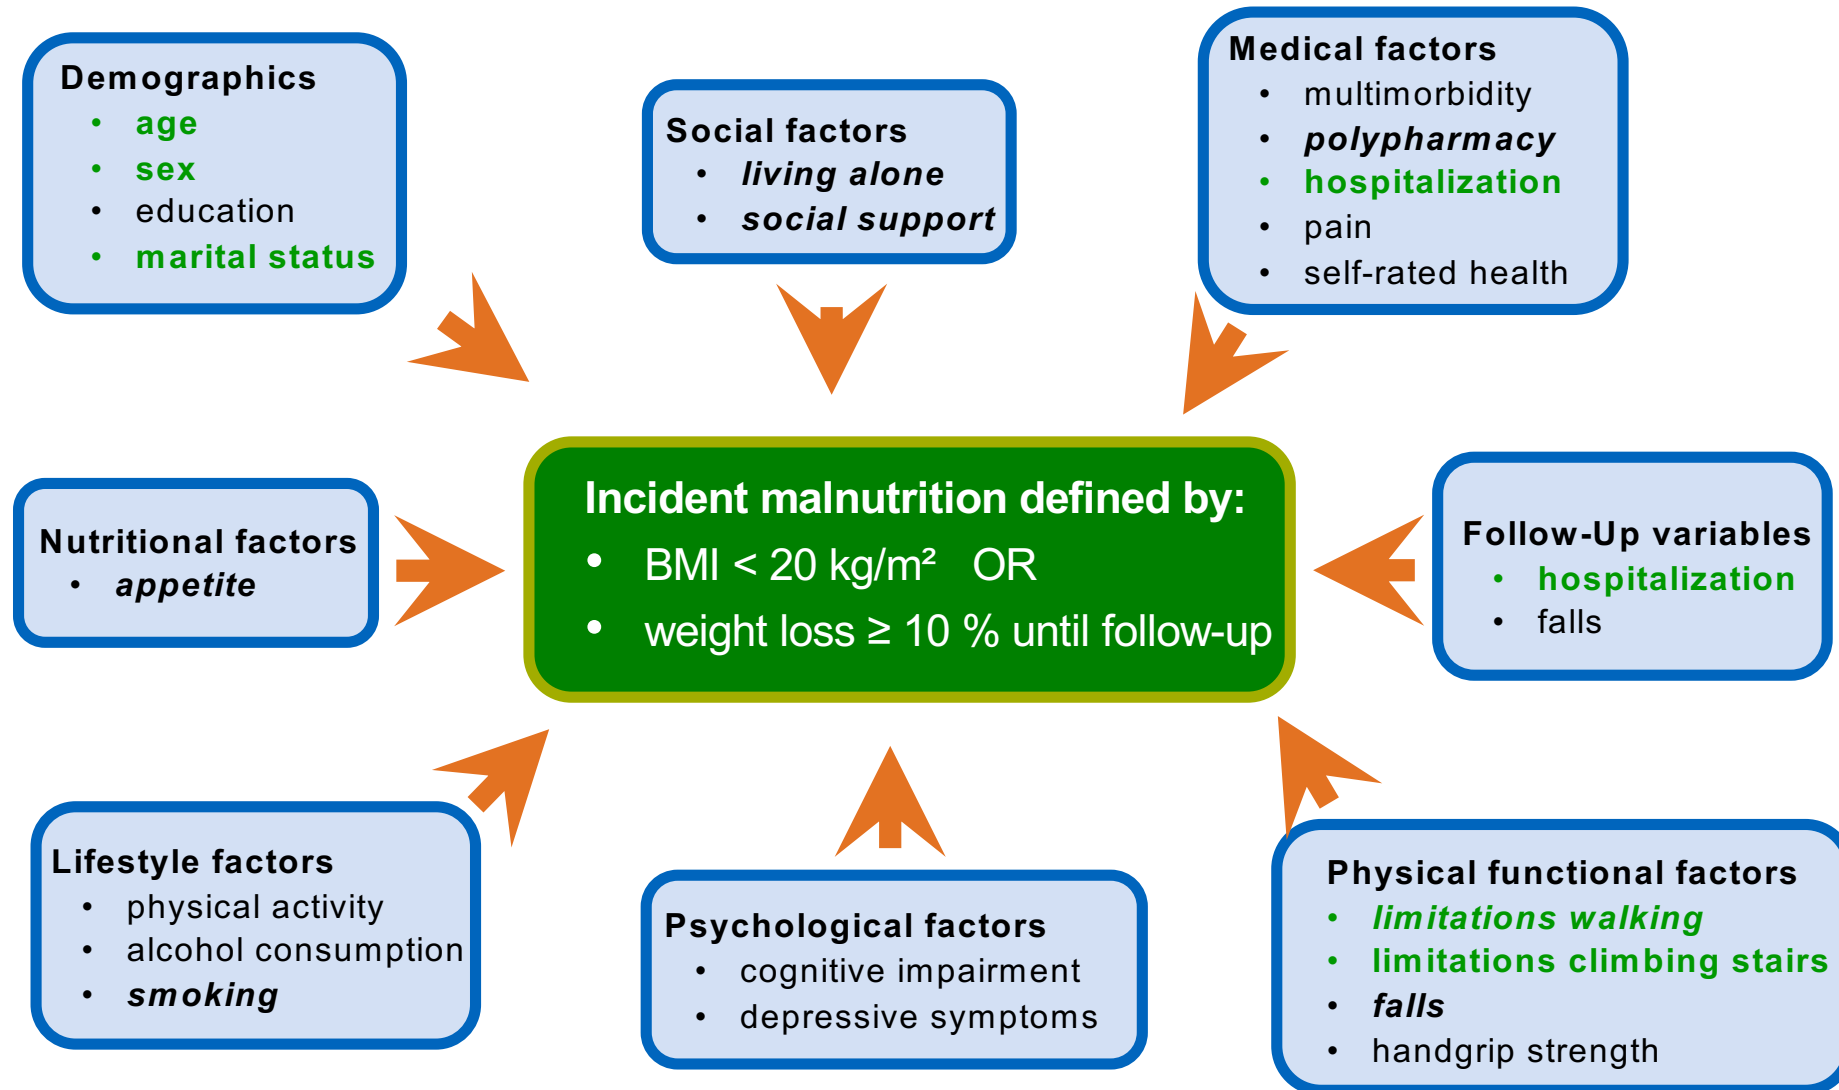 Demographics
• age
• sex
• education
• marital status
Social factors
• living alone
• social support
Medical factors
• multimorbidity
• polypharmacy
• hospitalization
• pain
• self-rated health
Nutritional factors
• appetite
Incident malnutrition defined by:
• BMI < 20 kg/m² OR
• weight loss ≥ 10 % until follow-up
Follow-Up variables
• hospitalization
• falls
Lifestyle factors
• physical activity
• alcohol consumption
• smoking
Psychological factors
• cognitive impairment
• depressive symptoms
Physical functional factors
• limitations walking
• limitations climbing stairs
• falls
• handgrip strength